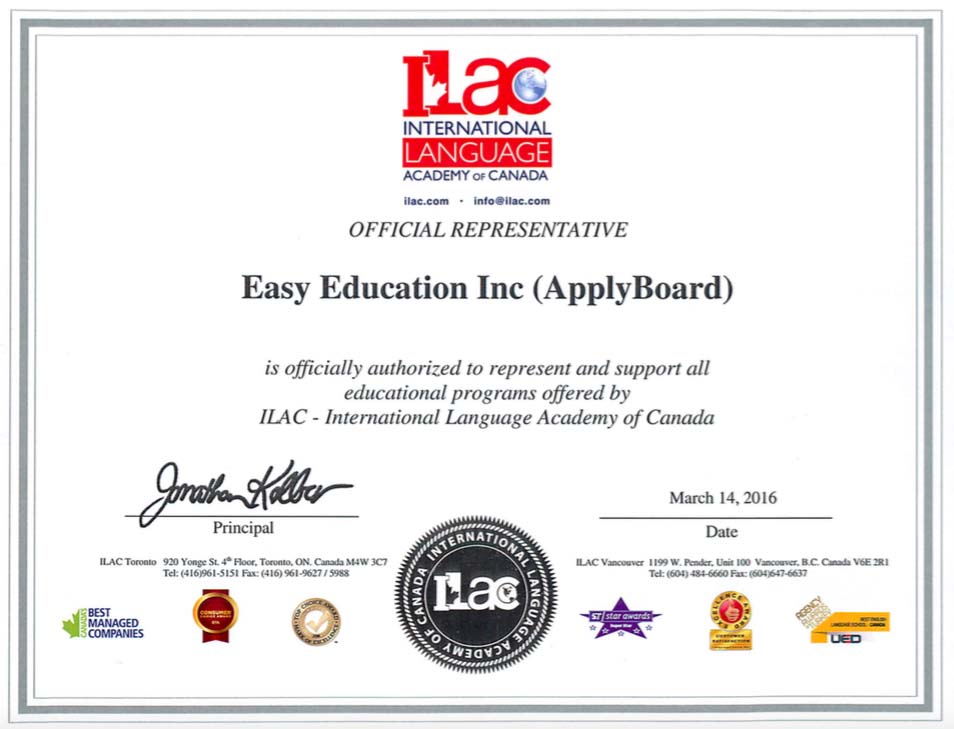 ILAC
INTERNATIONAL
LANGUAGE
ACADEMY OF CANADA
ilac.com · info@ilac.com
OFFICIAL REPRESENTATIVE
Easy Education Inc (ApplyBoard)
is officially authorized to represent and support all
educational programs offered by
ILAC - International Language Academy of Canada
Jonathan Kolber
Principal
March 14, 2016
Date
ILAC Toronto 920 Yonge St. 4th Floor, Toronto, ON. Canada M4W 3C7
Tel: (416)961-5151 Fax: (416) 961-9627 / 5988
ILAC Vancouver 1199 W. Pender, Unit 100 Vancouver, B.C. Canada V6E 2R1
Tel: (604) 484-6660 Fax: (604)647-6637
CANADA'S
BEST
MANAGED
COMPANIES
CONSUMER
INTERNATIONAL LANGUAGE ACADEMY OF CANADA
ILAC
ST star awards
Super Star
EXCELLENCE AWARD
CUSTOMER
SATISFACTION
BEST ENGLISH
LANGUAGE SCHOOL: CANADA
UED